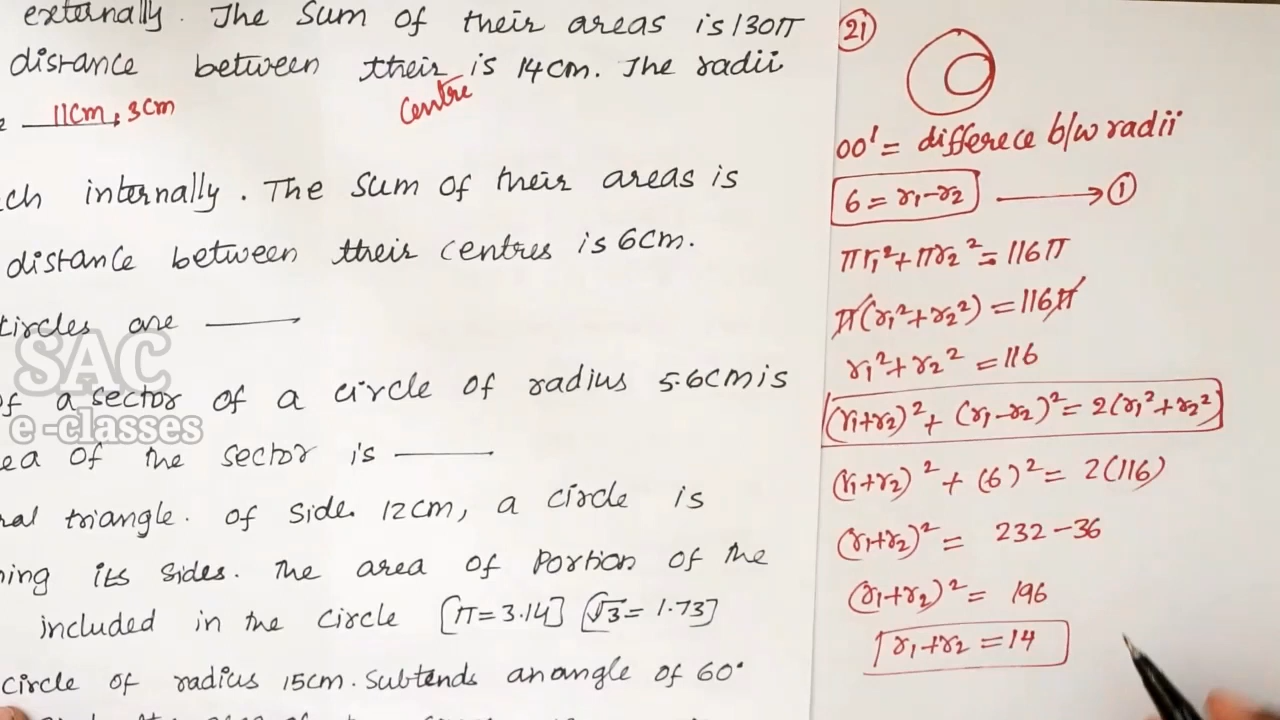 externally. The Sum of their areas is 130π
distance between their is 14cm. The radii
centre
11cm, 3cm
ch internally. The Sum of their areas is
distance between their centres is 6cm.
circles are
SAC
of a sector of a circle of radius 5.6cm is
e-classes
ea of the sector is
ral triangle. of side 12cm, a circle is
ning its sides. The area of Portion of the
included in the circle [π=3.14] [√3=1.73]
circle of radius 15cm. Subtends an angle of 60°
21
OO' = differece b/w radii
6 = r₁-r₂ → ①
πr₁²+πr₂² = 116π
π(r₁²+r₂²) = 116π
r₁²+r₂² = 116
(r₁+r₂)² + (r₁-r₂)² = 2(r₁²+r₂²)
(r₁+r₂)² + (6)² = 2(116)
(r₁+r₂)² = 232-36
(r₁+r₂)² = 196
r₁+r₂ = 14